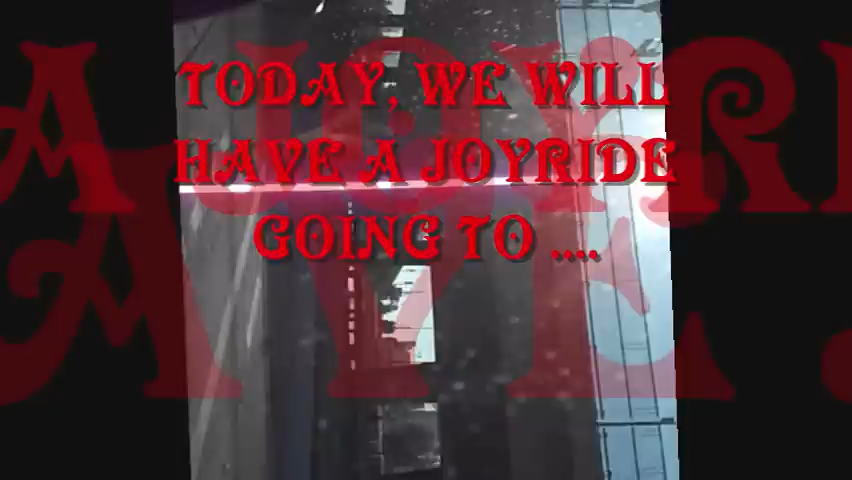 TODAY, WE WILL
HAVE A JOYRIDE
GOING TO ....